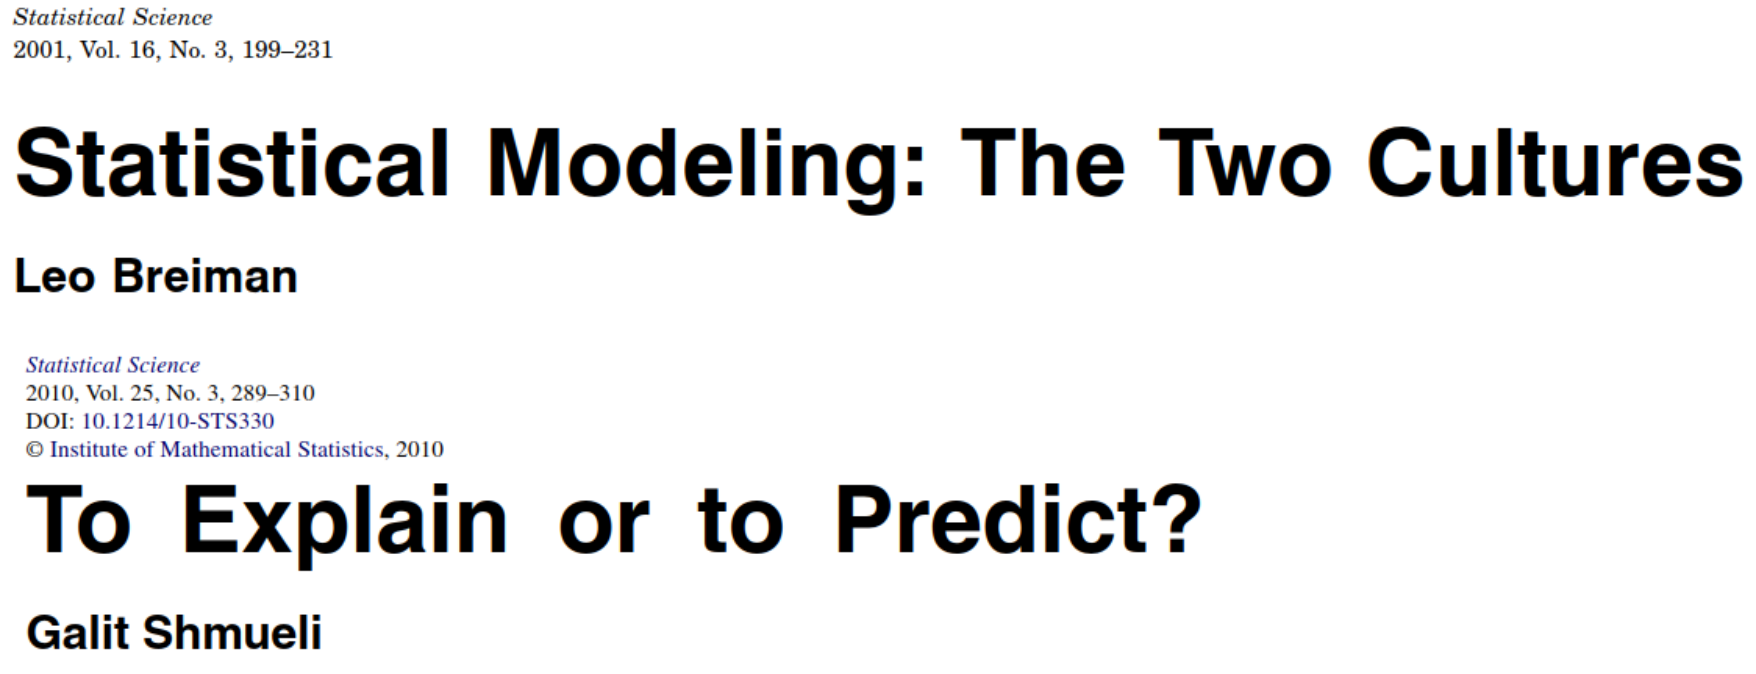 Statistical Science
2001, Vol. 16, No. 3, 199–231
Statistical Modeling: The Two Cultures
Leo Breiman
Statistical Science
2010, Vol. 25, No. 3, 289–310
DOI: 10.1214/10-STS330
© Institute of Mathematical Statistics, 2010
To Explain or to Predict?
Galit Shmueli